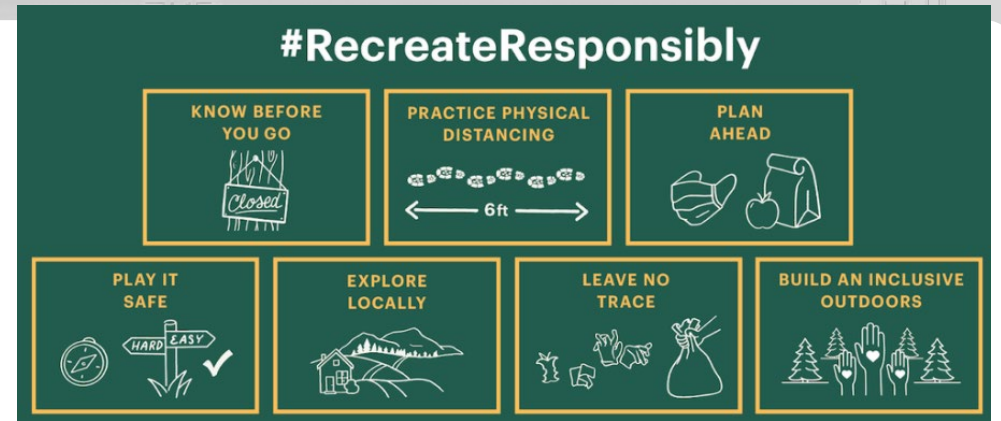 #RecreateResponsibly
KNOW BEFORE
YOU GO
Closed
PRACTICE PHYSICAL
DISTANCING
6ft
PLAN
AHEAD
PLAY IT
SAFE
HARD
EASY
EXPLORE
LOCALLY
LEAVE NO
TRACE
BUILD AN INCLUSIVE
OUTDOORS